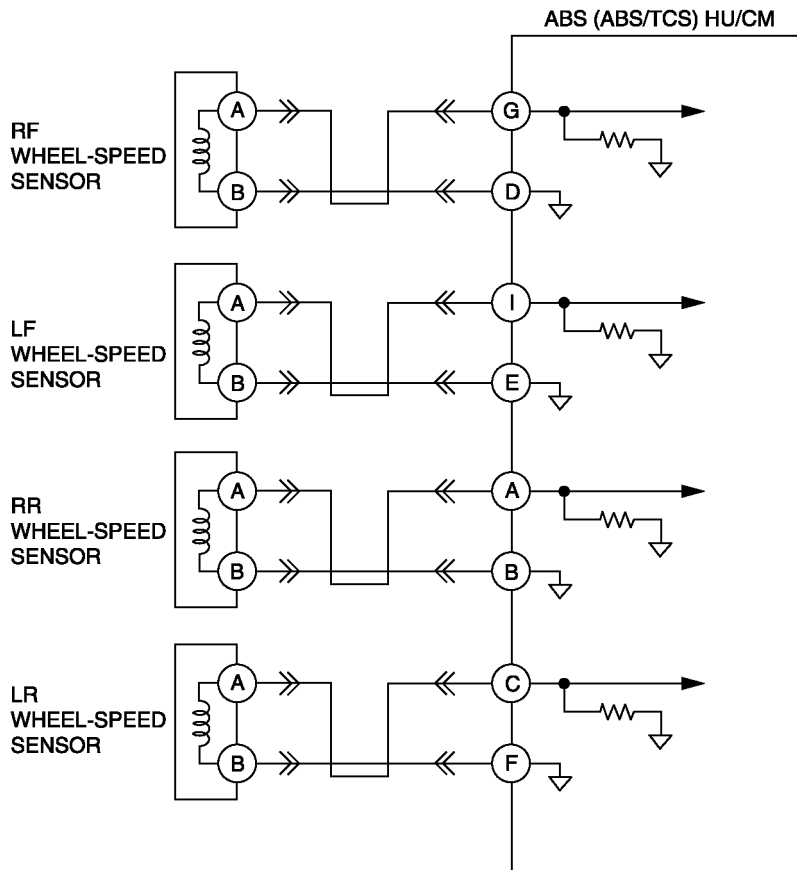 ABS (ABS/TCS) HU/CM
RF
WHEEL-SPEED
SENSOR
A
B
G
D
LF
WHEEL-SPEED
SENSOR
A
B
I
E
RR
WHEEL-SPEED
SENSOR
A
B
A
B
LR
WHEEL-SPEED
SENSOR
A
B
C
F